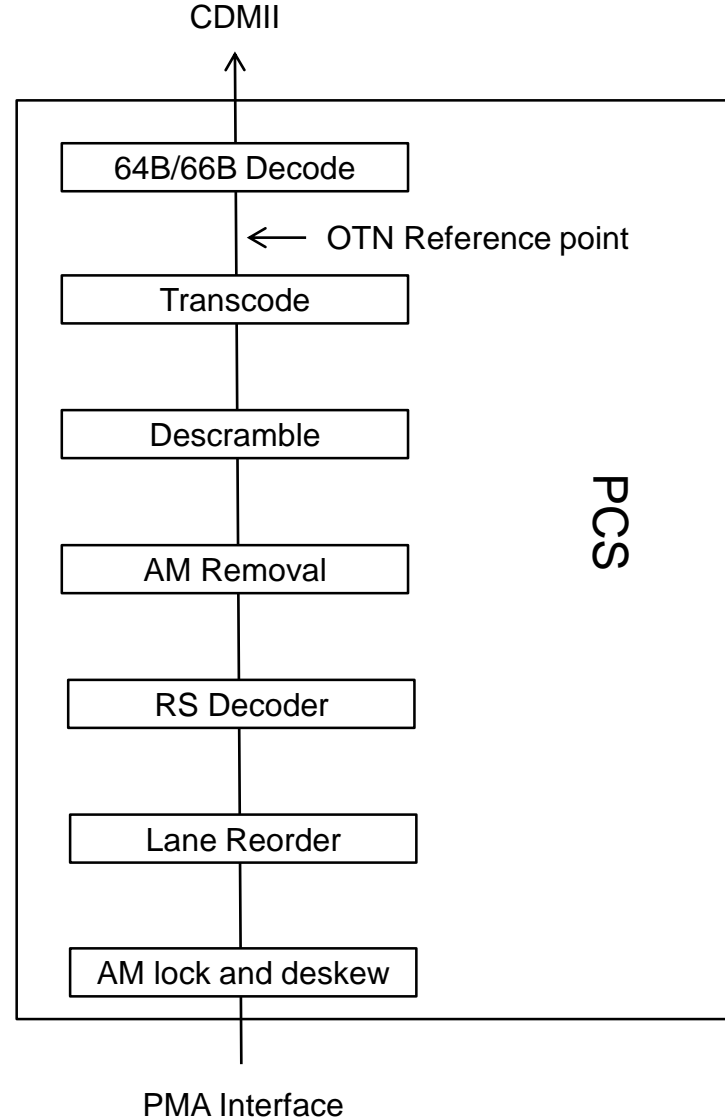 CDMII
64B/66B Decode
OTN Reference point
Transcode
Descramble
PCS
AM Removal
RS Decoder
Lane Reorder
AM lock and deskew
PMA Interface